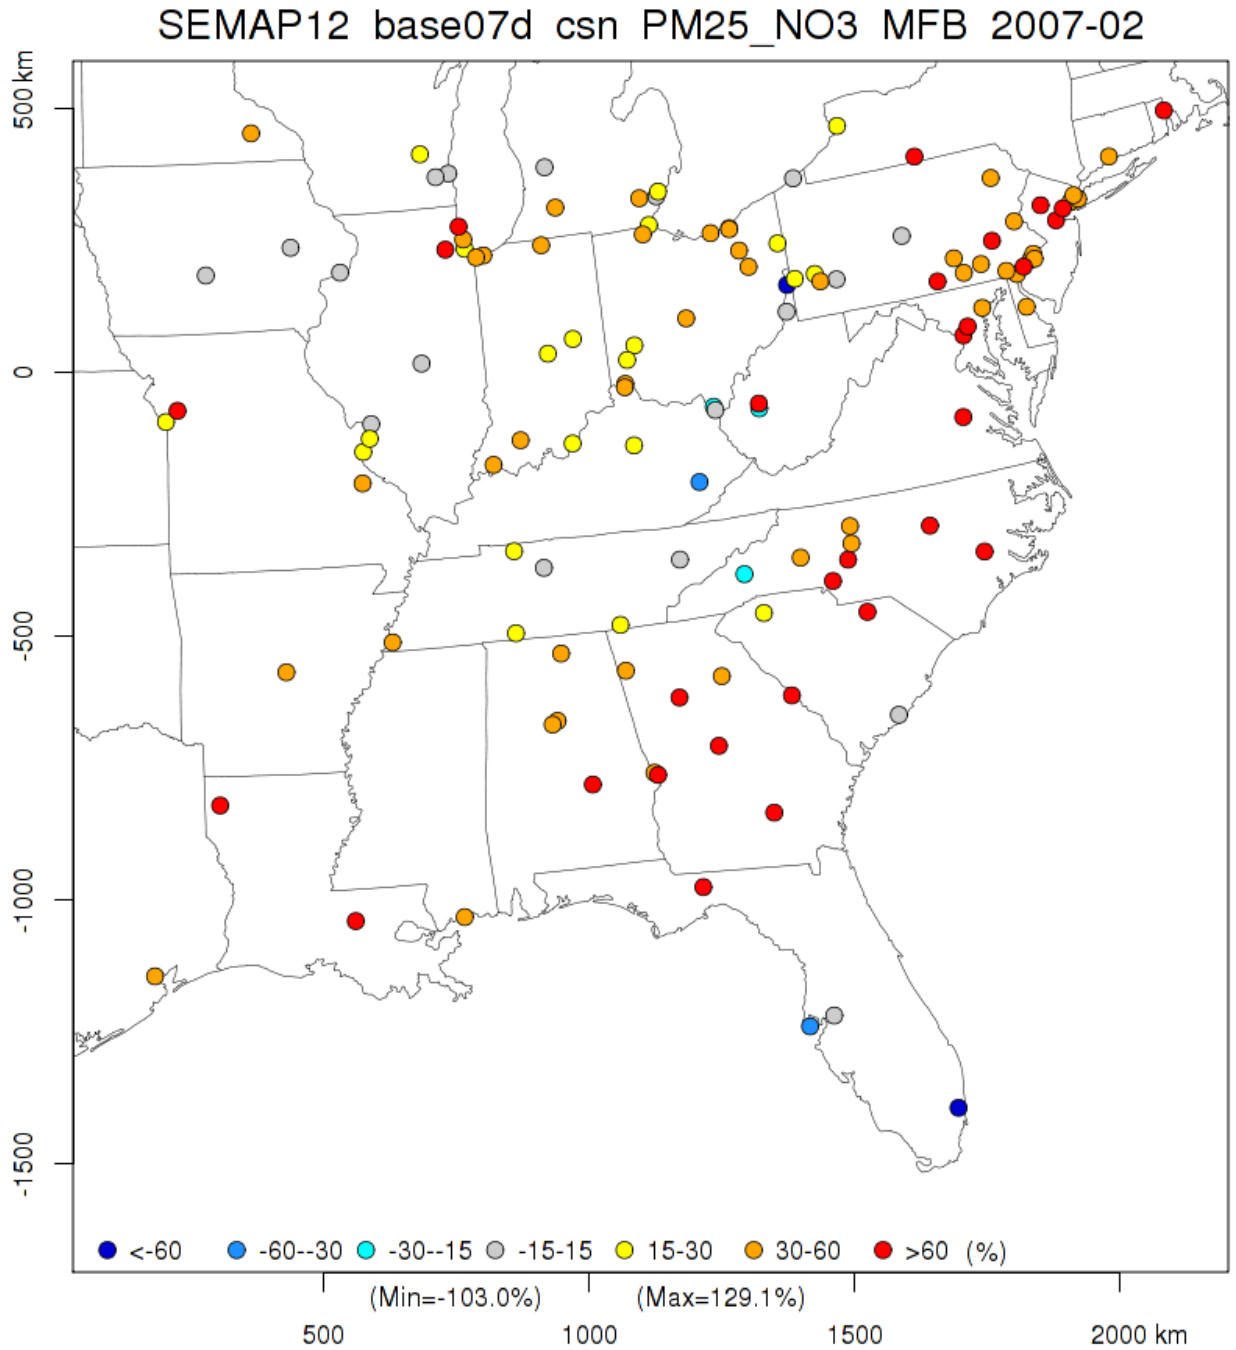 SEMAP12 base07d csn PM25_NO3 MFB 2007-02
500 km
0
-500
-1000
-1500
<-60 -60--30 -30--15 -15-15 15-30 30-60 >60 (%)
(Min=-103.0%) (Max=129.1%)
500 1000 1500 2000 km